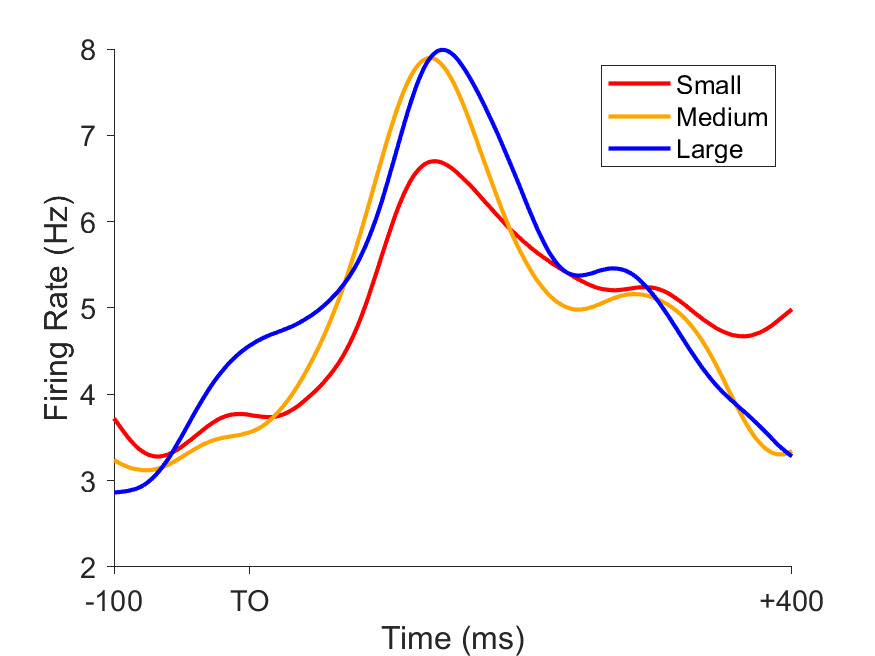 8
7
6
5
4
3
2
Firing Rate (Hz)
Small
Medium
Large
-100
TO
+400
Time (ms)